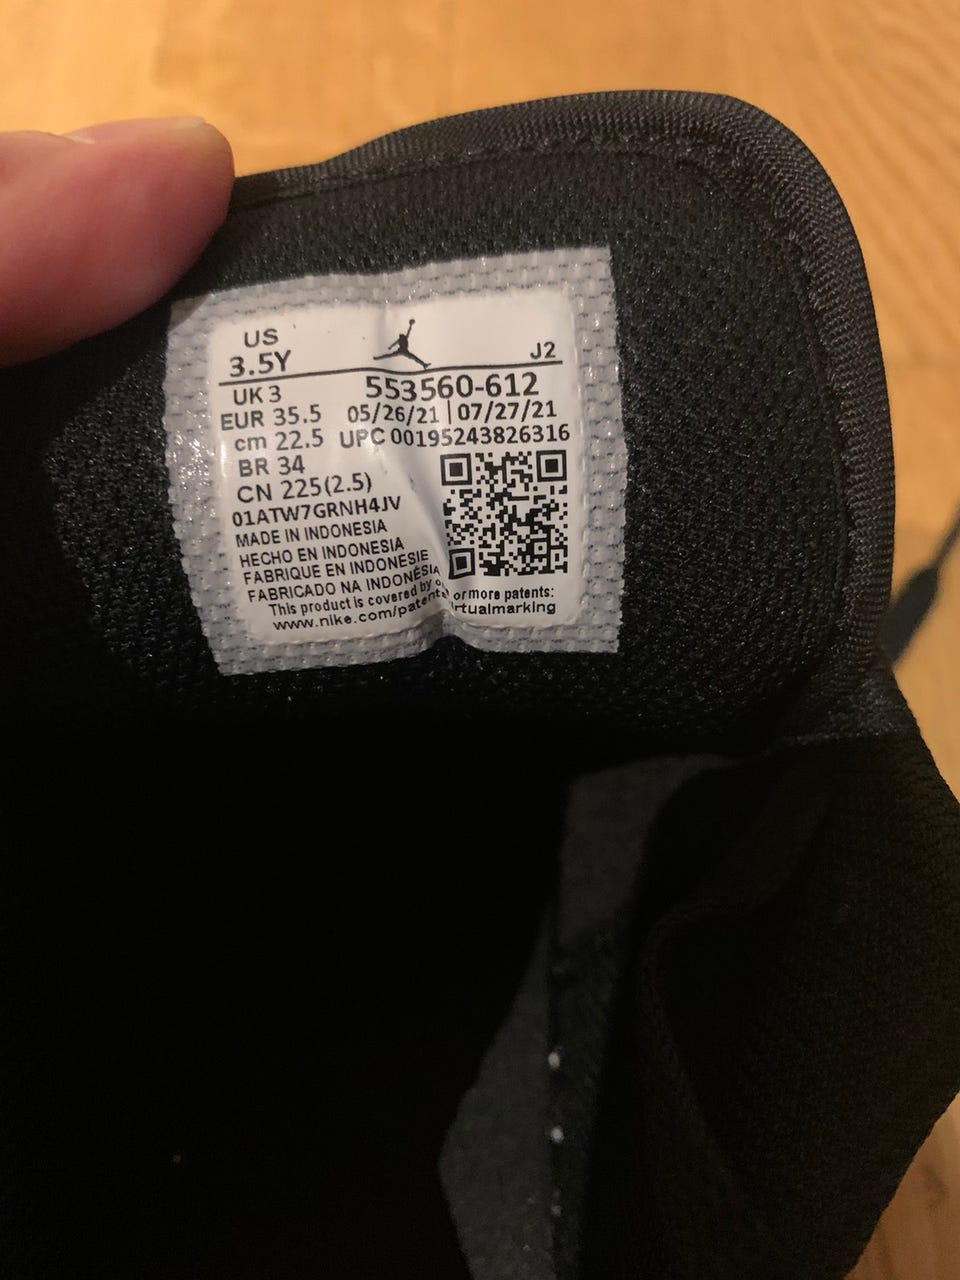 US
3.5Y
J2
UK 3 553560-612
EUR 35.5 05/26/21 | 07/27/21
cm 22.5 UPC 00195243826316
BR 34
CN 225(2.5)
01ATW7GRNH4JV
MADE IN INDONESIA
HECHO EN INDONESIA
FABRIQUE EN INDONESIE
FABRICADO NA INDONÉSIA
This product is covered by or more patents:
www.nike.com/patent